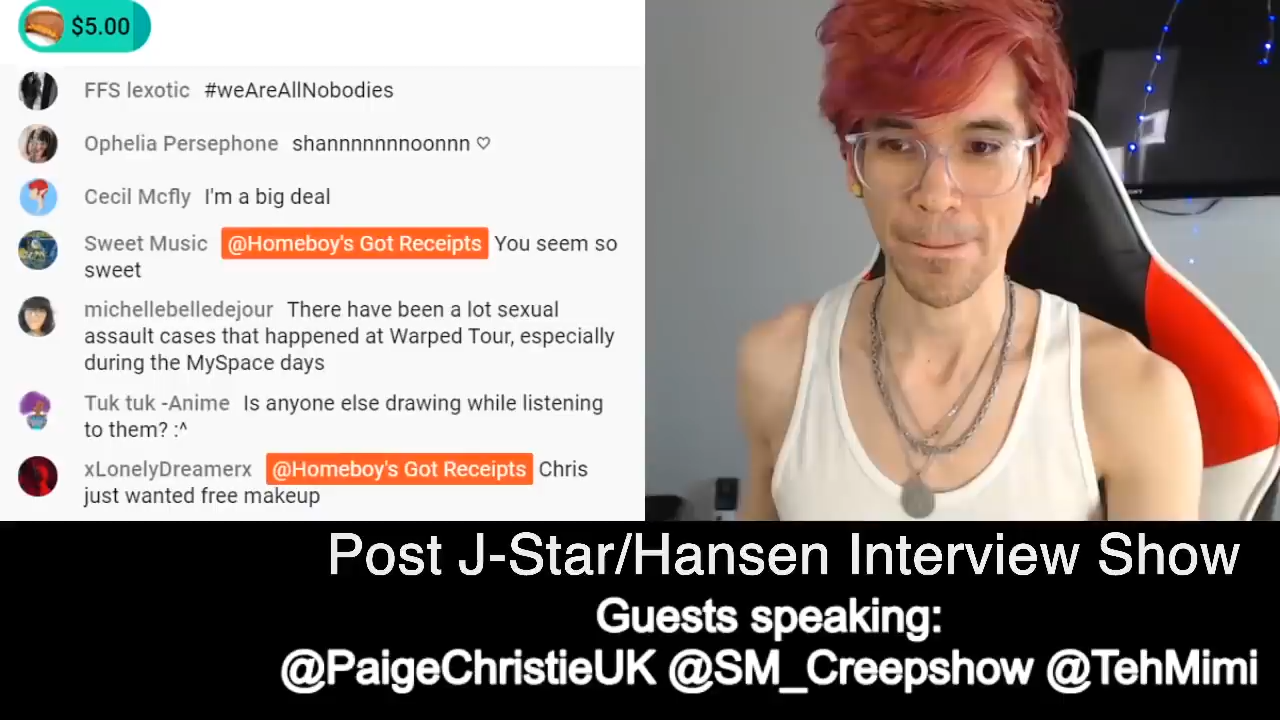 $5.00
FFS lexotic #weAreAllNobodies
Ophelia Persephone shannnnnnnoonnn ♡
Cecil Mcfly I'm a big deal
Sweet Music @Homeboy's Got Receipts You seem so
sweet
michellebelledejour There have been a lot sexual
assault cases that happened at Warped Tour, especially
during the MySpace days
Tuk tuk -Anime Is anyone else drawing while listening
to them? :^
xLonelyDreamerx @Homeboy's Got Receipts Chris
just wanted free makeup
SONY
Post J-Star/Hansen Interview Show
Guests speaking:
@PaigeChristieUK @SM_Creepshow @TehMimi